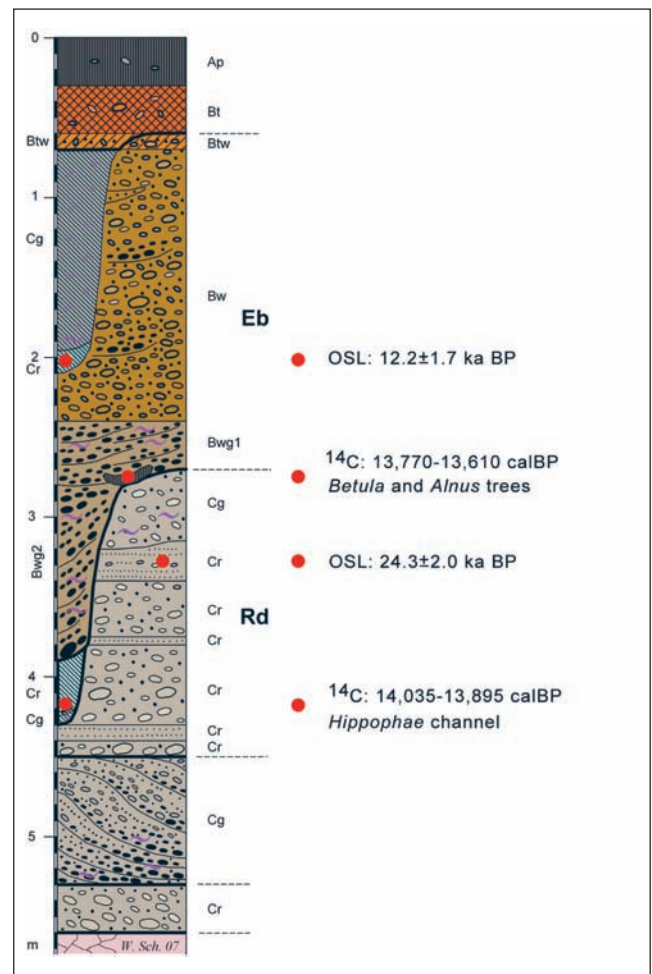 0
Ap
Bt
Btw
Btw
1
Cg
Bw
Eb
2
Cr
OSL: 12.2±1.7 ka BP
Bwg1
14C: 13,770-13,610 calBP
Betula and Alnus trees
Cg
3
Bwg2
Cr
OSL: 24.3±2.0 ka BP
Cr
Rd
Cr
4
Cr
Cr
14C: 14,035-13,895 calBP
Hippophae channel
Cg
Cr
Cr
Cg
5
Cr
m
W. Sch. 07